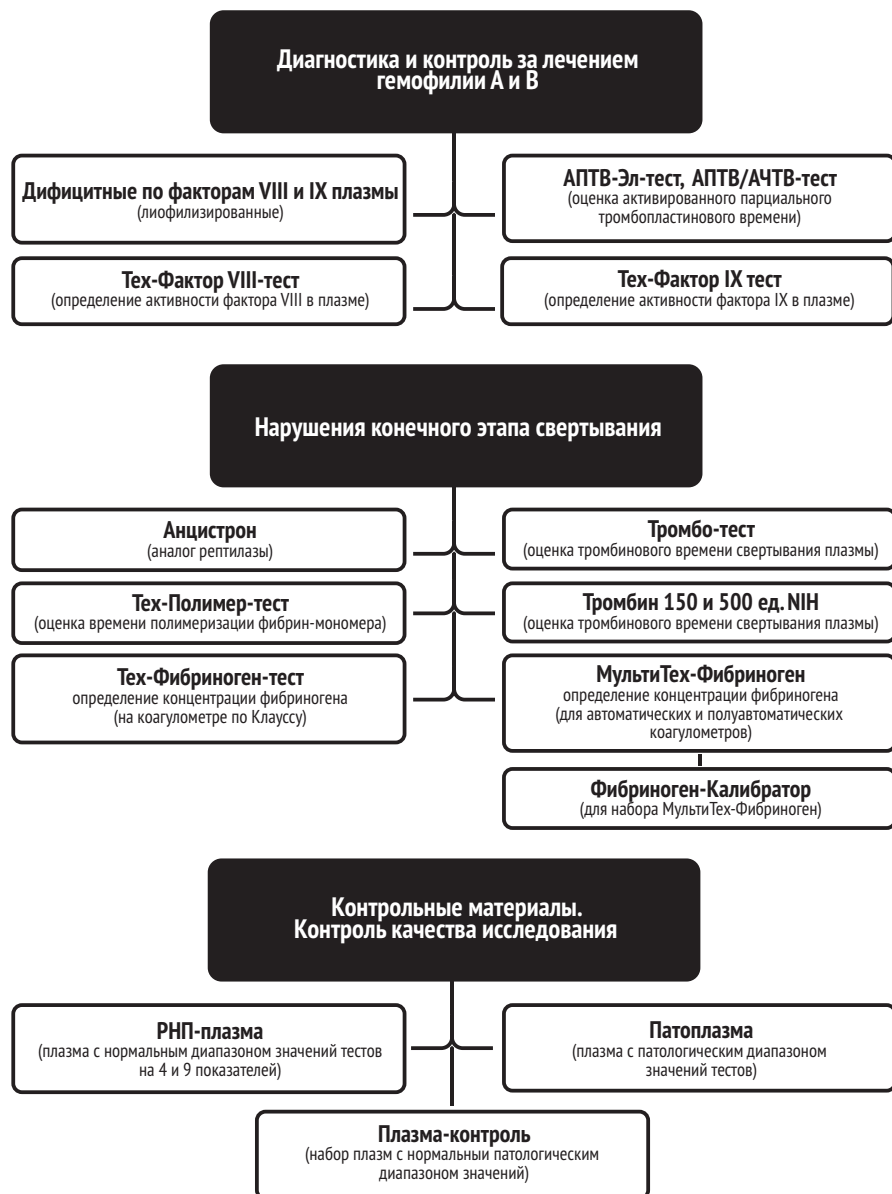 Диагностика и контроль за лечением
гемофилии А и В
Дифицитные по факторам VIII и IX плазмы
(лиофилизированные)
АПТВ-Эл-тест, АПТВ/АЧТВ-тест
(оценка активированного парциального
тромбопластинового времени)
Тех-Фактор VIII-тест
(определение активности фактора VIII в плазме)
Тех-Фактор IX тест
(определение активности фактора IX в плазме)
Нарушения конечного этапа свертывания
Анцистрон
(аналог рептилазы)
Тромбо-тест
(оценка тромбинового времени свертывания плазмы)
Тех-Полимер-тест
(оценка времени полимеризации фибрин-мономера)
Тромбин 150 и 500 ед. NIH
(оценка тромбинового времени свертывания плазмы)
Тех-Фибриноген-тест
определение концентрации фибриногена
(на коагулометре по Клауссу)
МультиТех-Фибриноген
определение концентрации фибриногена
(для автоматических и полуавтоматических
коагулометров)
Фибриноген-Калибратор
(для набора МультиТех-Фибриноген)
Контрольные материалы.
Контроль качества исследования
РНП-плазма
(плазма с нормальным диапазоном значений тестов
на 4 и 9 показателей)
Патоплазма
(плазма с патологическим диапазоном
значений тестов)
Плазма-контроль
(набор плазм с нормальныи патологическим
диапазоном значений)